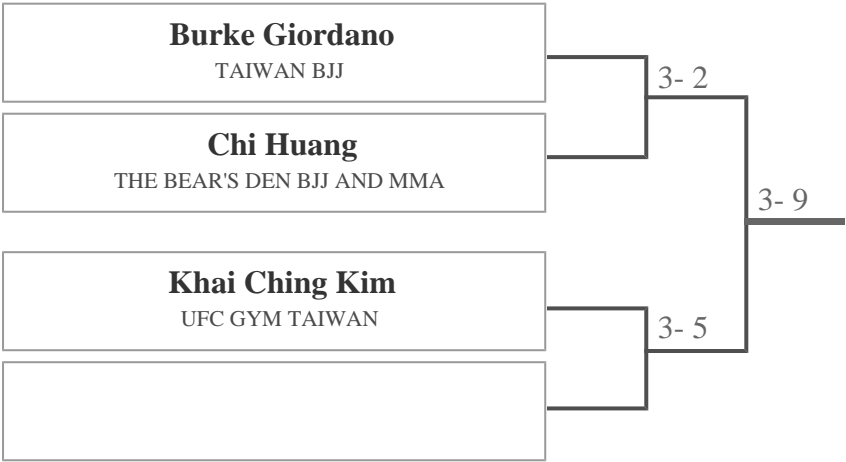 Burke Giordano
TAIWAN BJJ
3- 2
Chi Huang
THE BEAR'S DEN BJJ AND MMA
3- 9
Khai Ching Kim
UFC GYM TAIWAN
3- 5